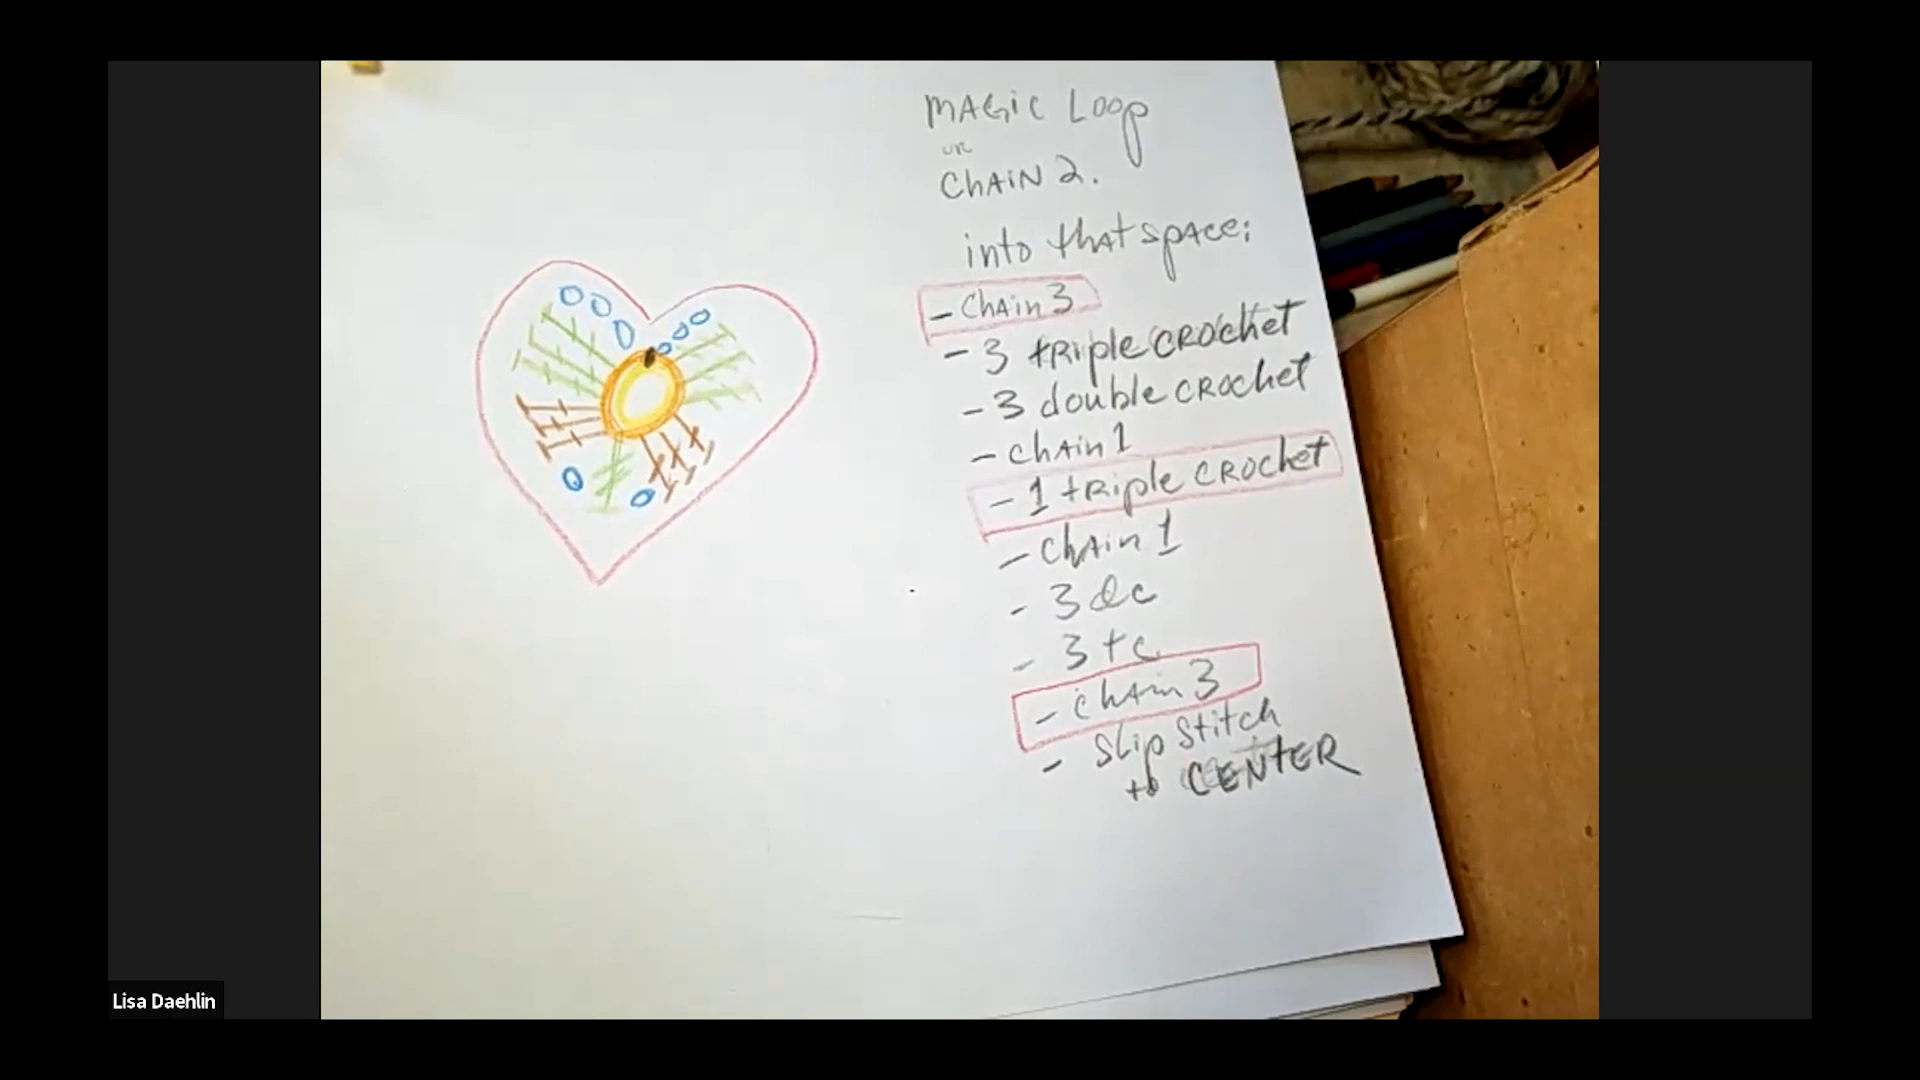 MAGIC Loop
or
CHAIN 2.
into that space;
- Chain 3
- 3 triple crochet
- 3 double crochet
- chain 1
- 1 triple crochet
- chain 1
- 3 dc
- 3 tc
- chain 3
- slip stitch
to CENTER
Lisa Daehlin